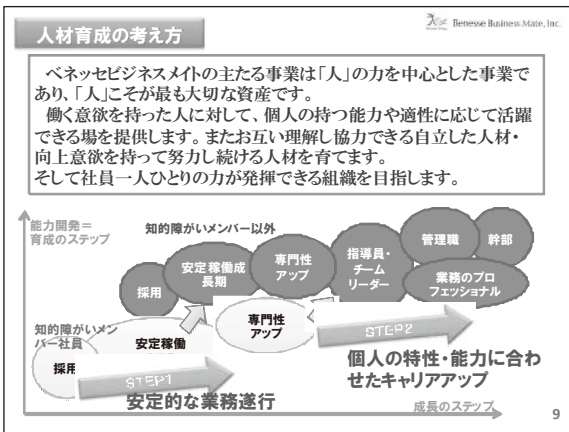 人材育成の考え方
Benesse Business Mate, Inc.
ベネッセビジネスメイトの主たる事業は「人」の力を中心とした事業で
あり、「人」こそが最も大切な資産です。
働く意欲を持った人に対して、個人の持つ能力や適性に応じて活躍
できる場を提供します。またお互い理解し協力できる自立した人材・
向上意欲を持って努力し続ける人材を育てます。
そして社員一人ひとりの力が発揮できる組織を目指します。
能力開発=
育成のステップ
知的障がいメンバー以外
採用
安定稼働成
長期
専門性
アップ
指導員・
チーム
リーダー
管理職
幹部
業務のプロ
フェッショナル
知的障がいメン
バー社員
採用
安定稼働
専門性
アップ
STEP1
安定的な業務遂行
STEP2
個人の特性・能力に合わ
せたキャリアアップ
成長のステップ
9